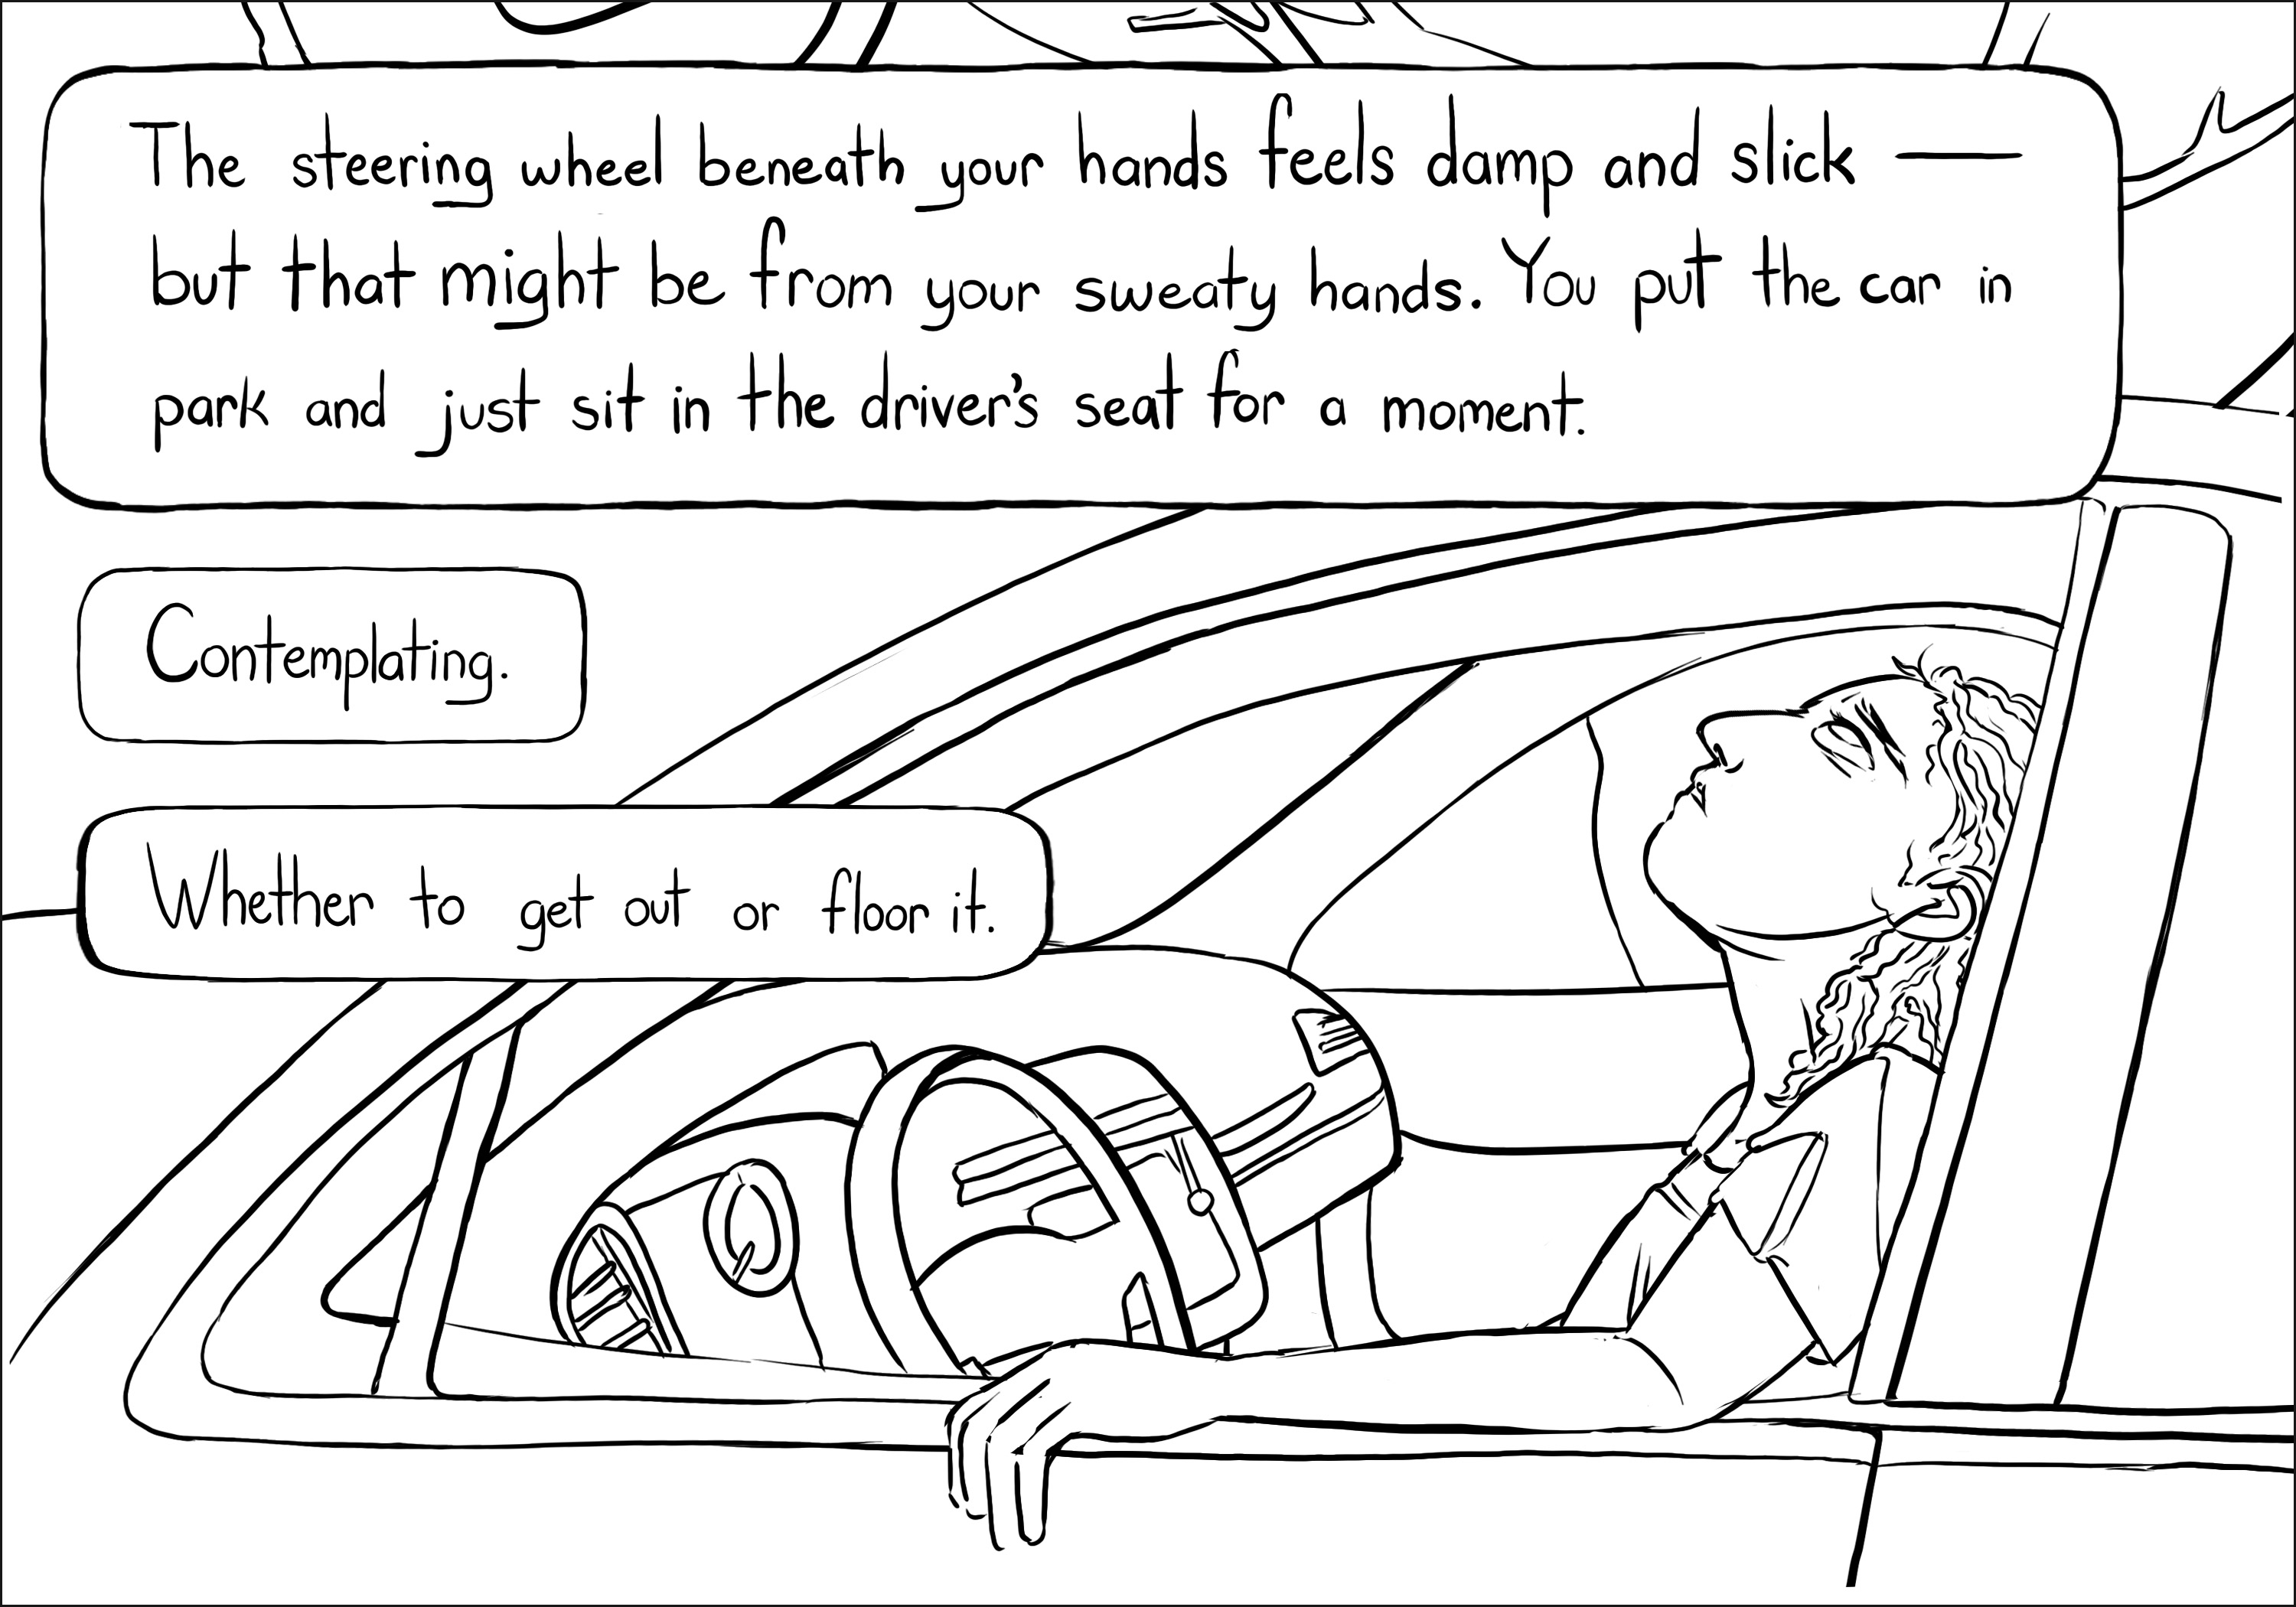 The steering wheel beneath your hands feels damp and slick —
but that might be from your sweaty hands. You put the car in
park and just sit in the driver's seat for a moment.
Contemplating.
Whether to get out or floor it.